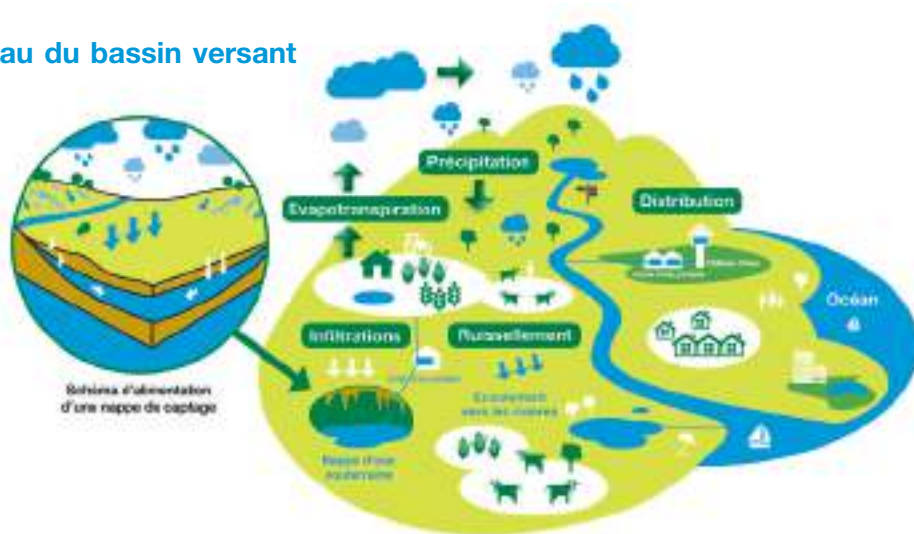 au du bassin versant
Précipitation
Evapotranspiration
Distribution
Océan
Infiltrations
Ruissellement
Schéma d'alimentation
d'une nappe de captage
Ecoulement
vers les rivières
Nappe d'eau
souterraine